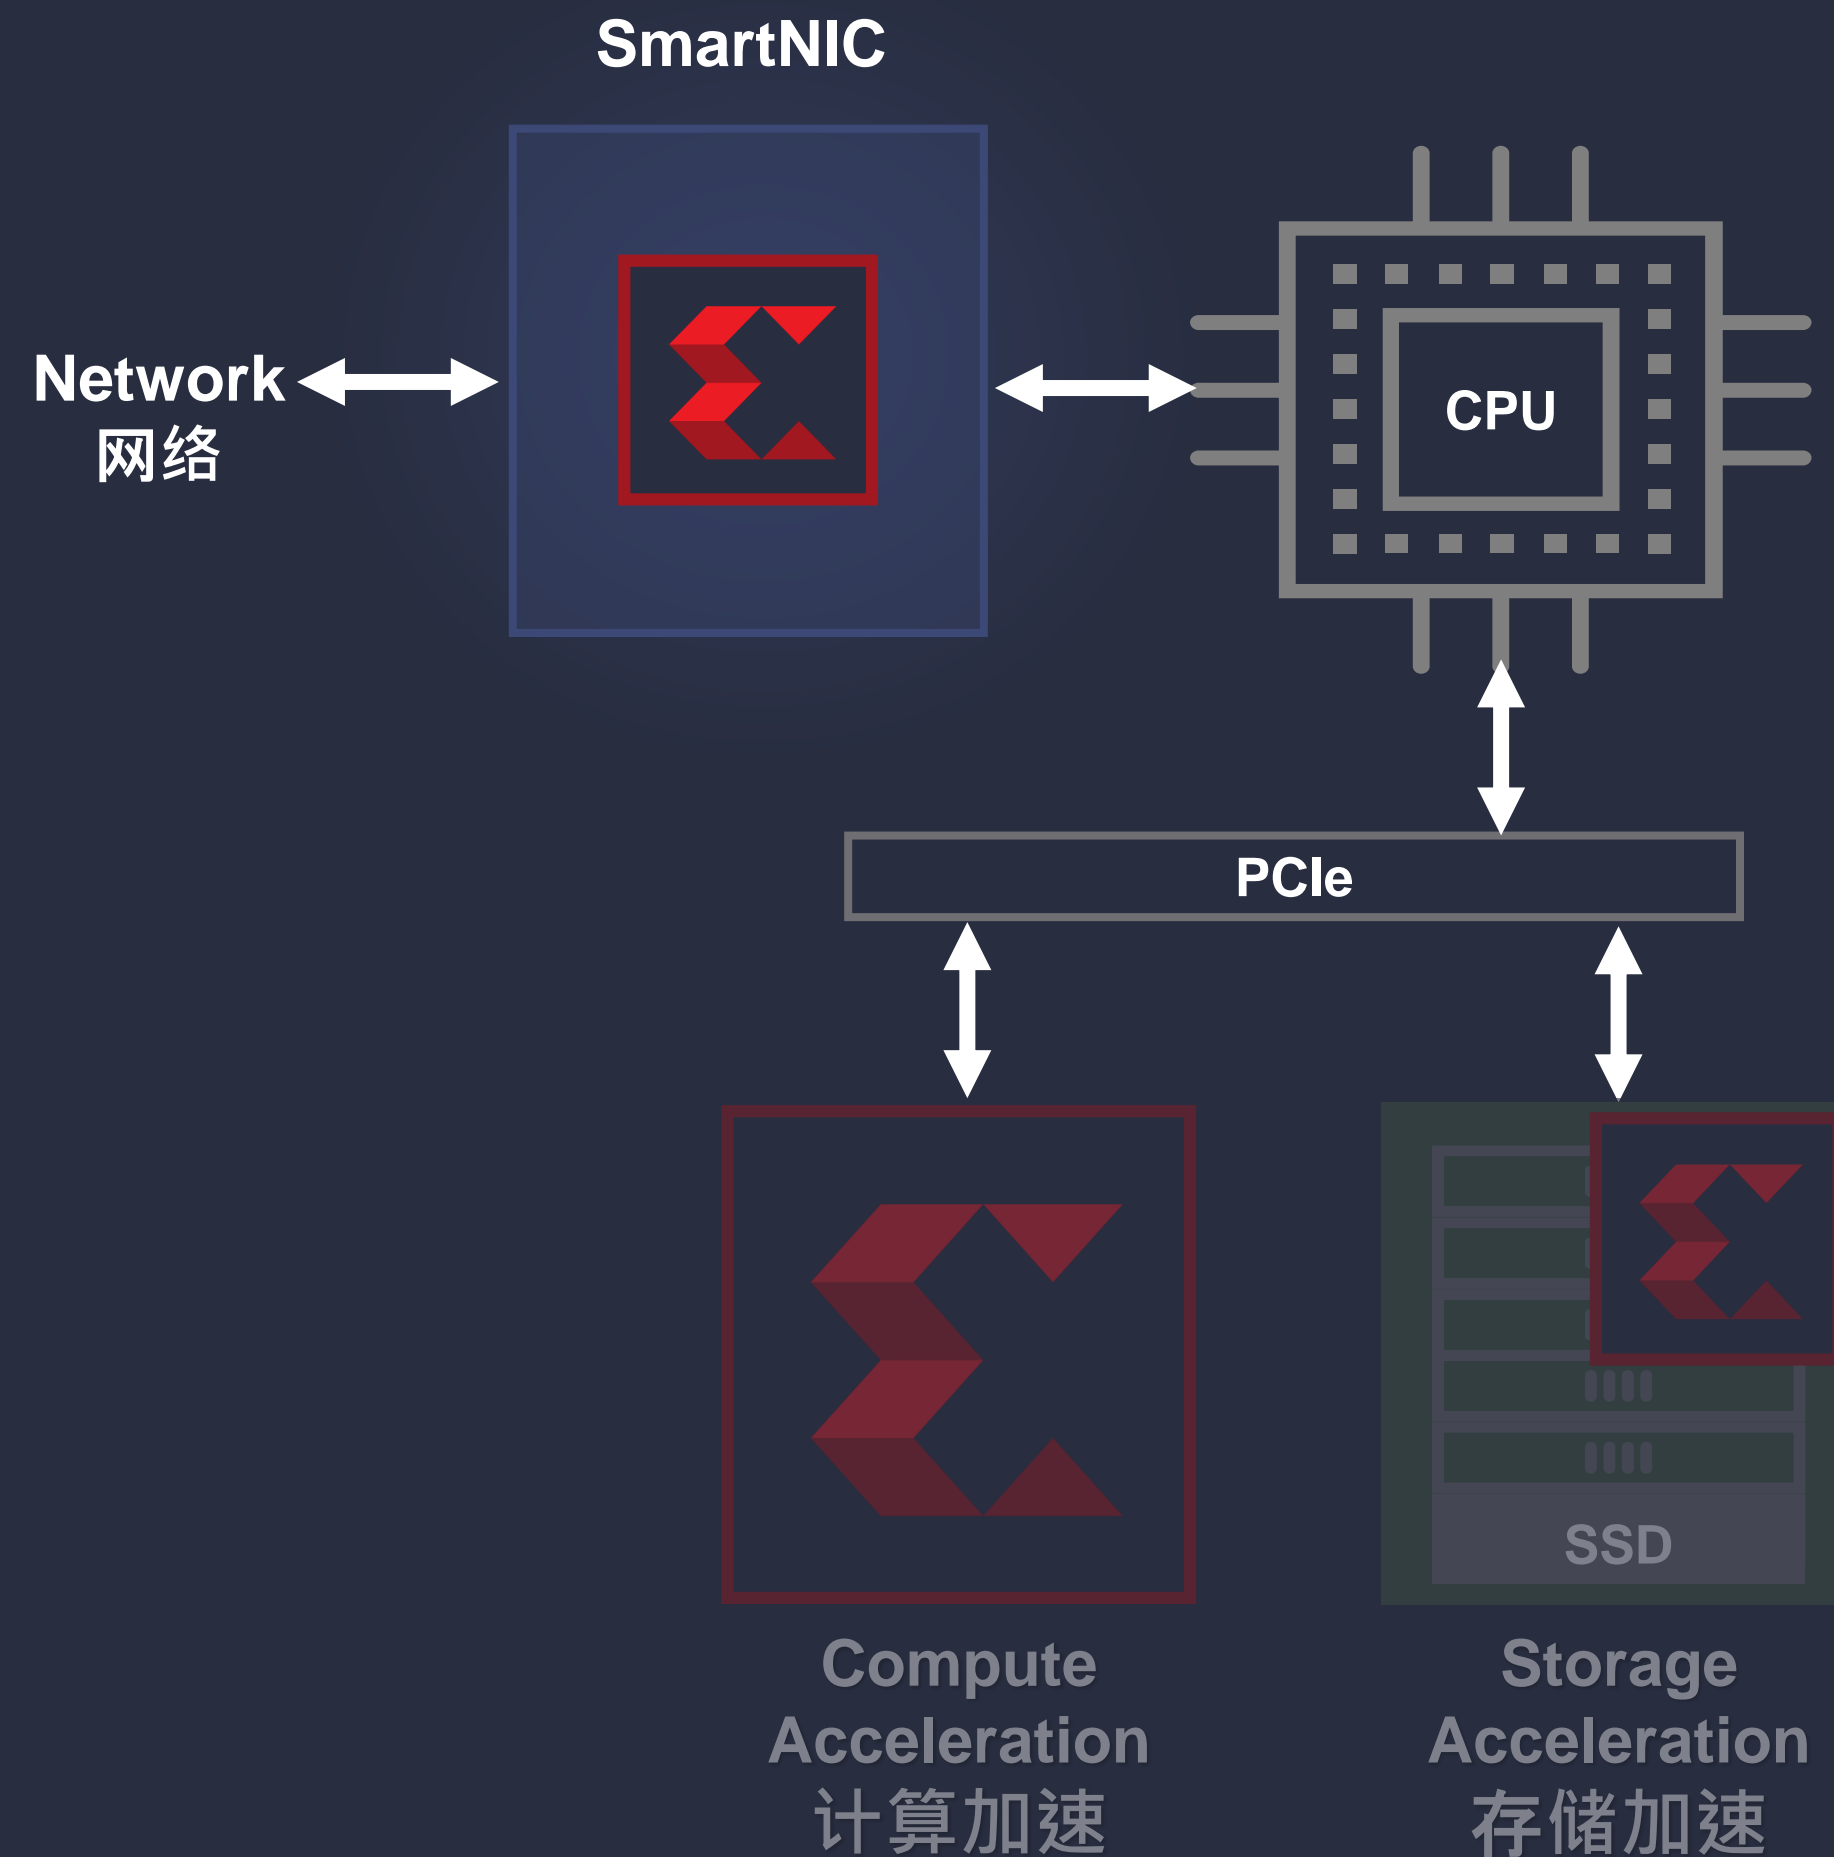 SmartNIC
Network
网络
CPU
PCIe
SSD
Compute
Acceleration
计算加速
Storage
Acceleration
存储加速